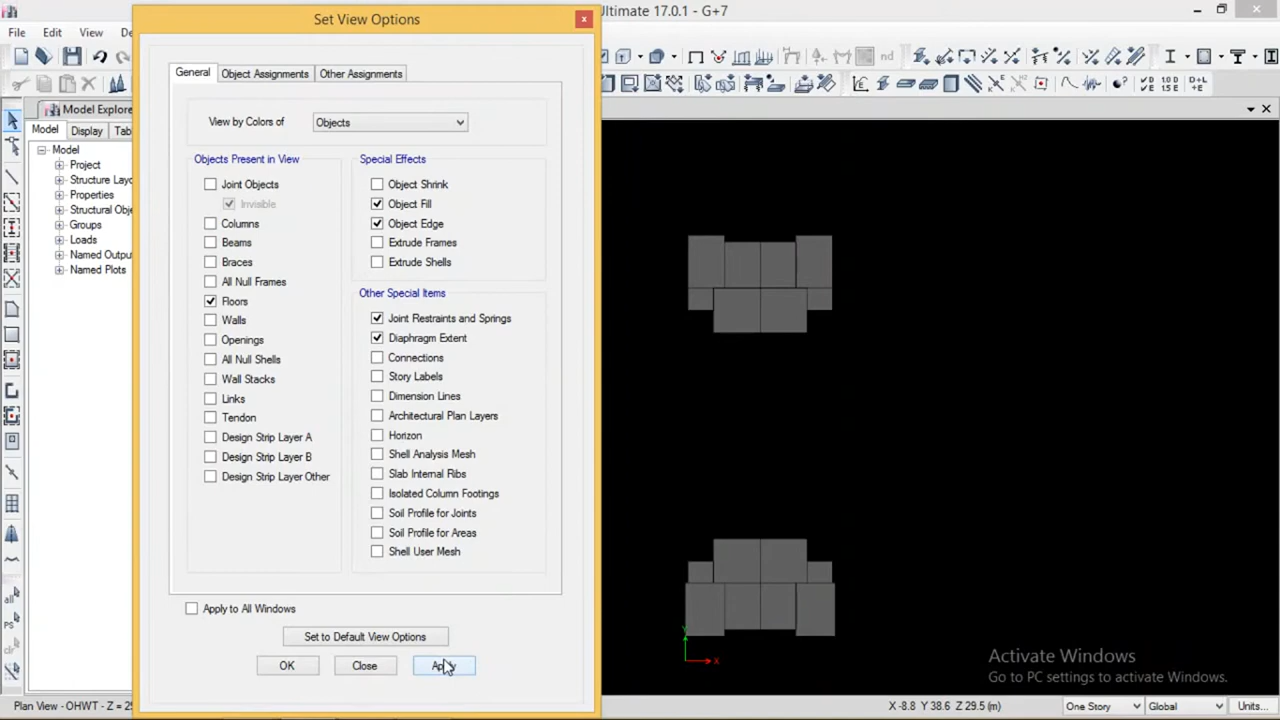 Set View Options
x
Ultimate 17.0.1 - G+7
File Edit View
nd
Model Explore
Model Display
Model
Project
Properties
Groups
Loads
Named Plots
General Object Assignments Other Assignments
View by Colors of Objects
Objects Present in View
Joint Objects
Invisible
Columns
Beams
Braces
All Null Frames
Floors
Walls
Openings
All Null Shells
Wall Stacks
Links
Tendon
Design Strip Layer A
Design Strip Layer B
Design Strip Layer Other
Special Effects
Object Shrink
Object Fill
Object Edge
Extrude Frames
Extrude Shells
Other Special Items
Joint Restraints and Springs
Diaphragm Extent
Connections
Story Labels
Dimension Lines
Architectural Plan Layers
Horizon
Shell Analysis Mesh
Slab Internal Ribs
Isolated Column Footings
Soil Profile for Joints
Soil Profile for Areas
Shell User Mesh
Apply to All Windows
Set to Default View Options
OK Close Apply
Y
X
Activate Windows
Go to PC settings to activate Windows.
Plan View - OHWT - Z = 29
X -8.8 Y 38.6 Z 29.5 (m)
One Story Global Units...